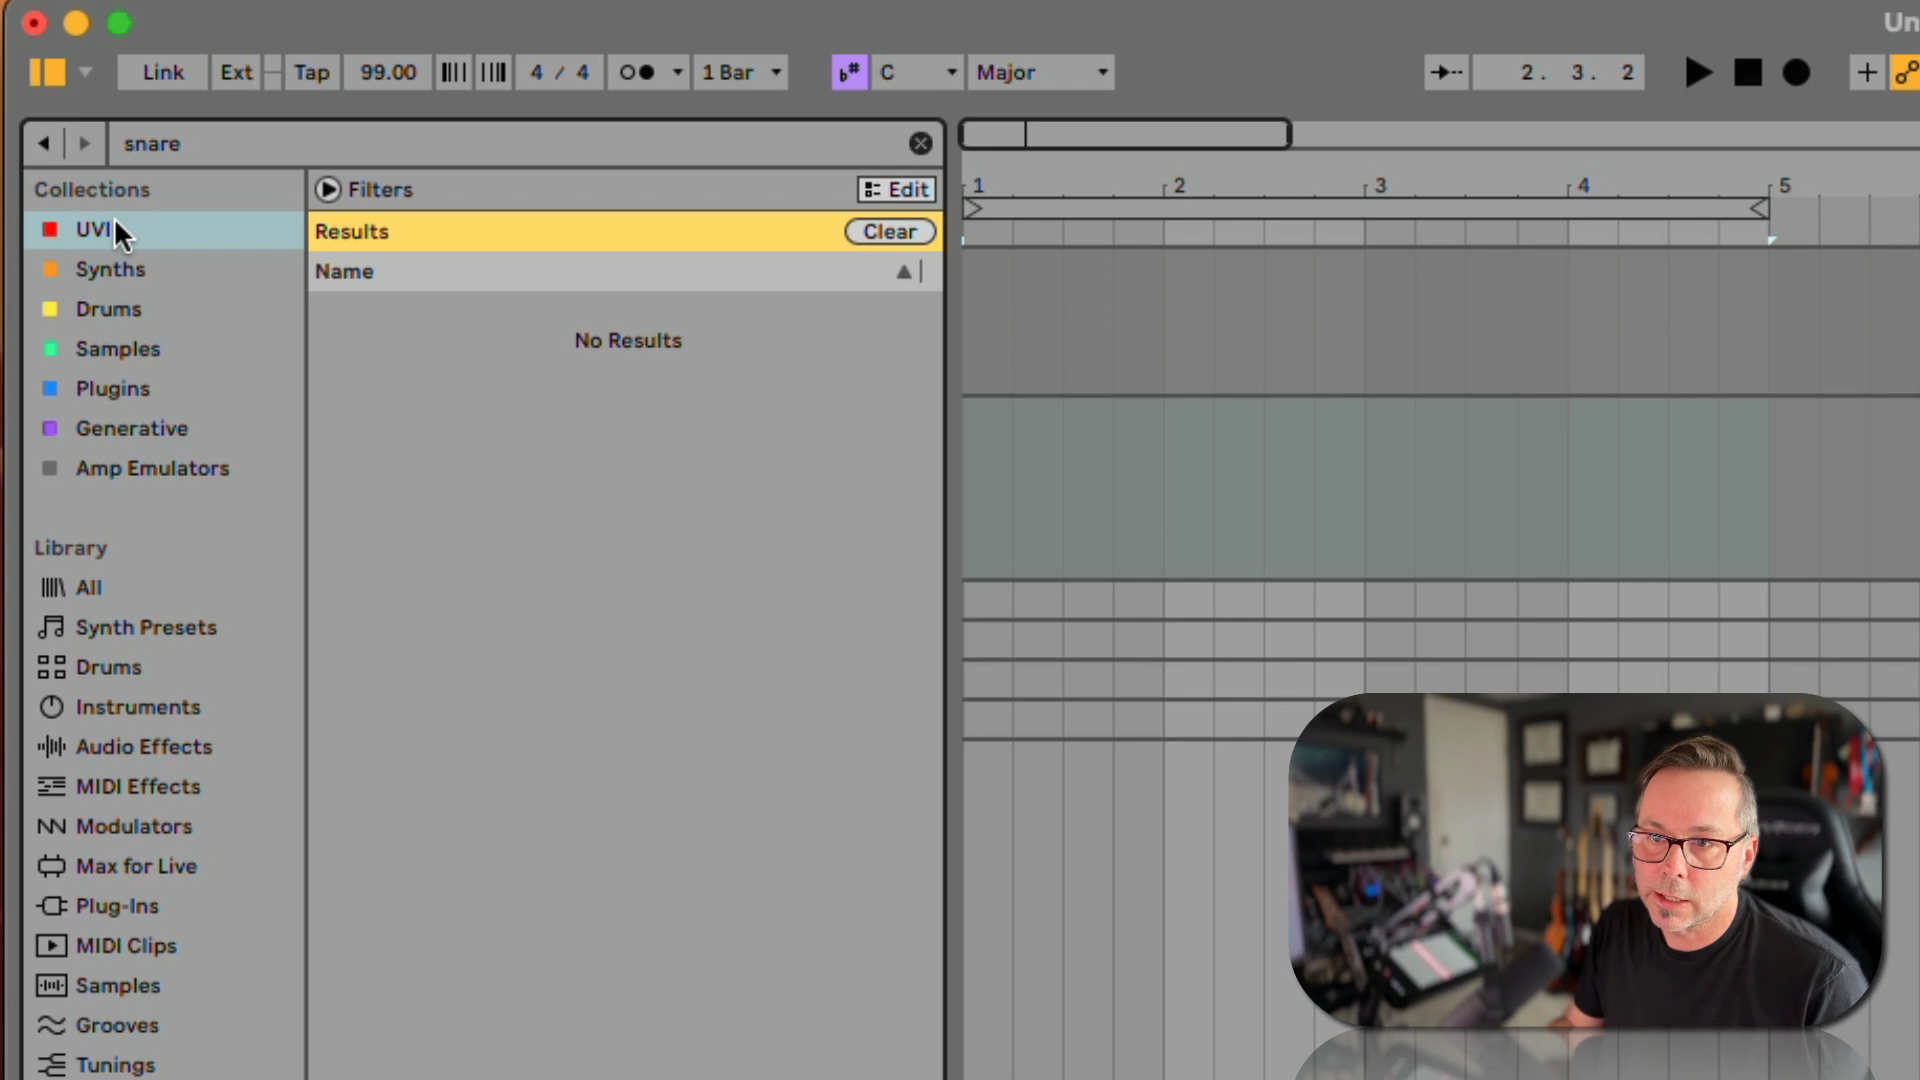 Un
Link Ext Tap 99.00 4 / 4 1 Bar b# C Major 2. 3. 2
snare
Collections
UVI
Synths
Drums
Samples
Plugins
Generative
Amp Emulators
Library
All
Synth Presets
Drums
Instruments
Audio Effects
MIDI Effects
Modulators
Max for Live
Plug-Ins
MIDI Clips
Samples
Grooves
Tunings
Filters Edit
Results Clear
Name
No Results
1 2 3 4 5